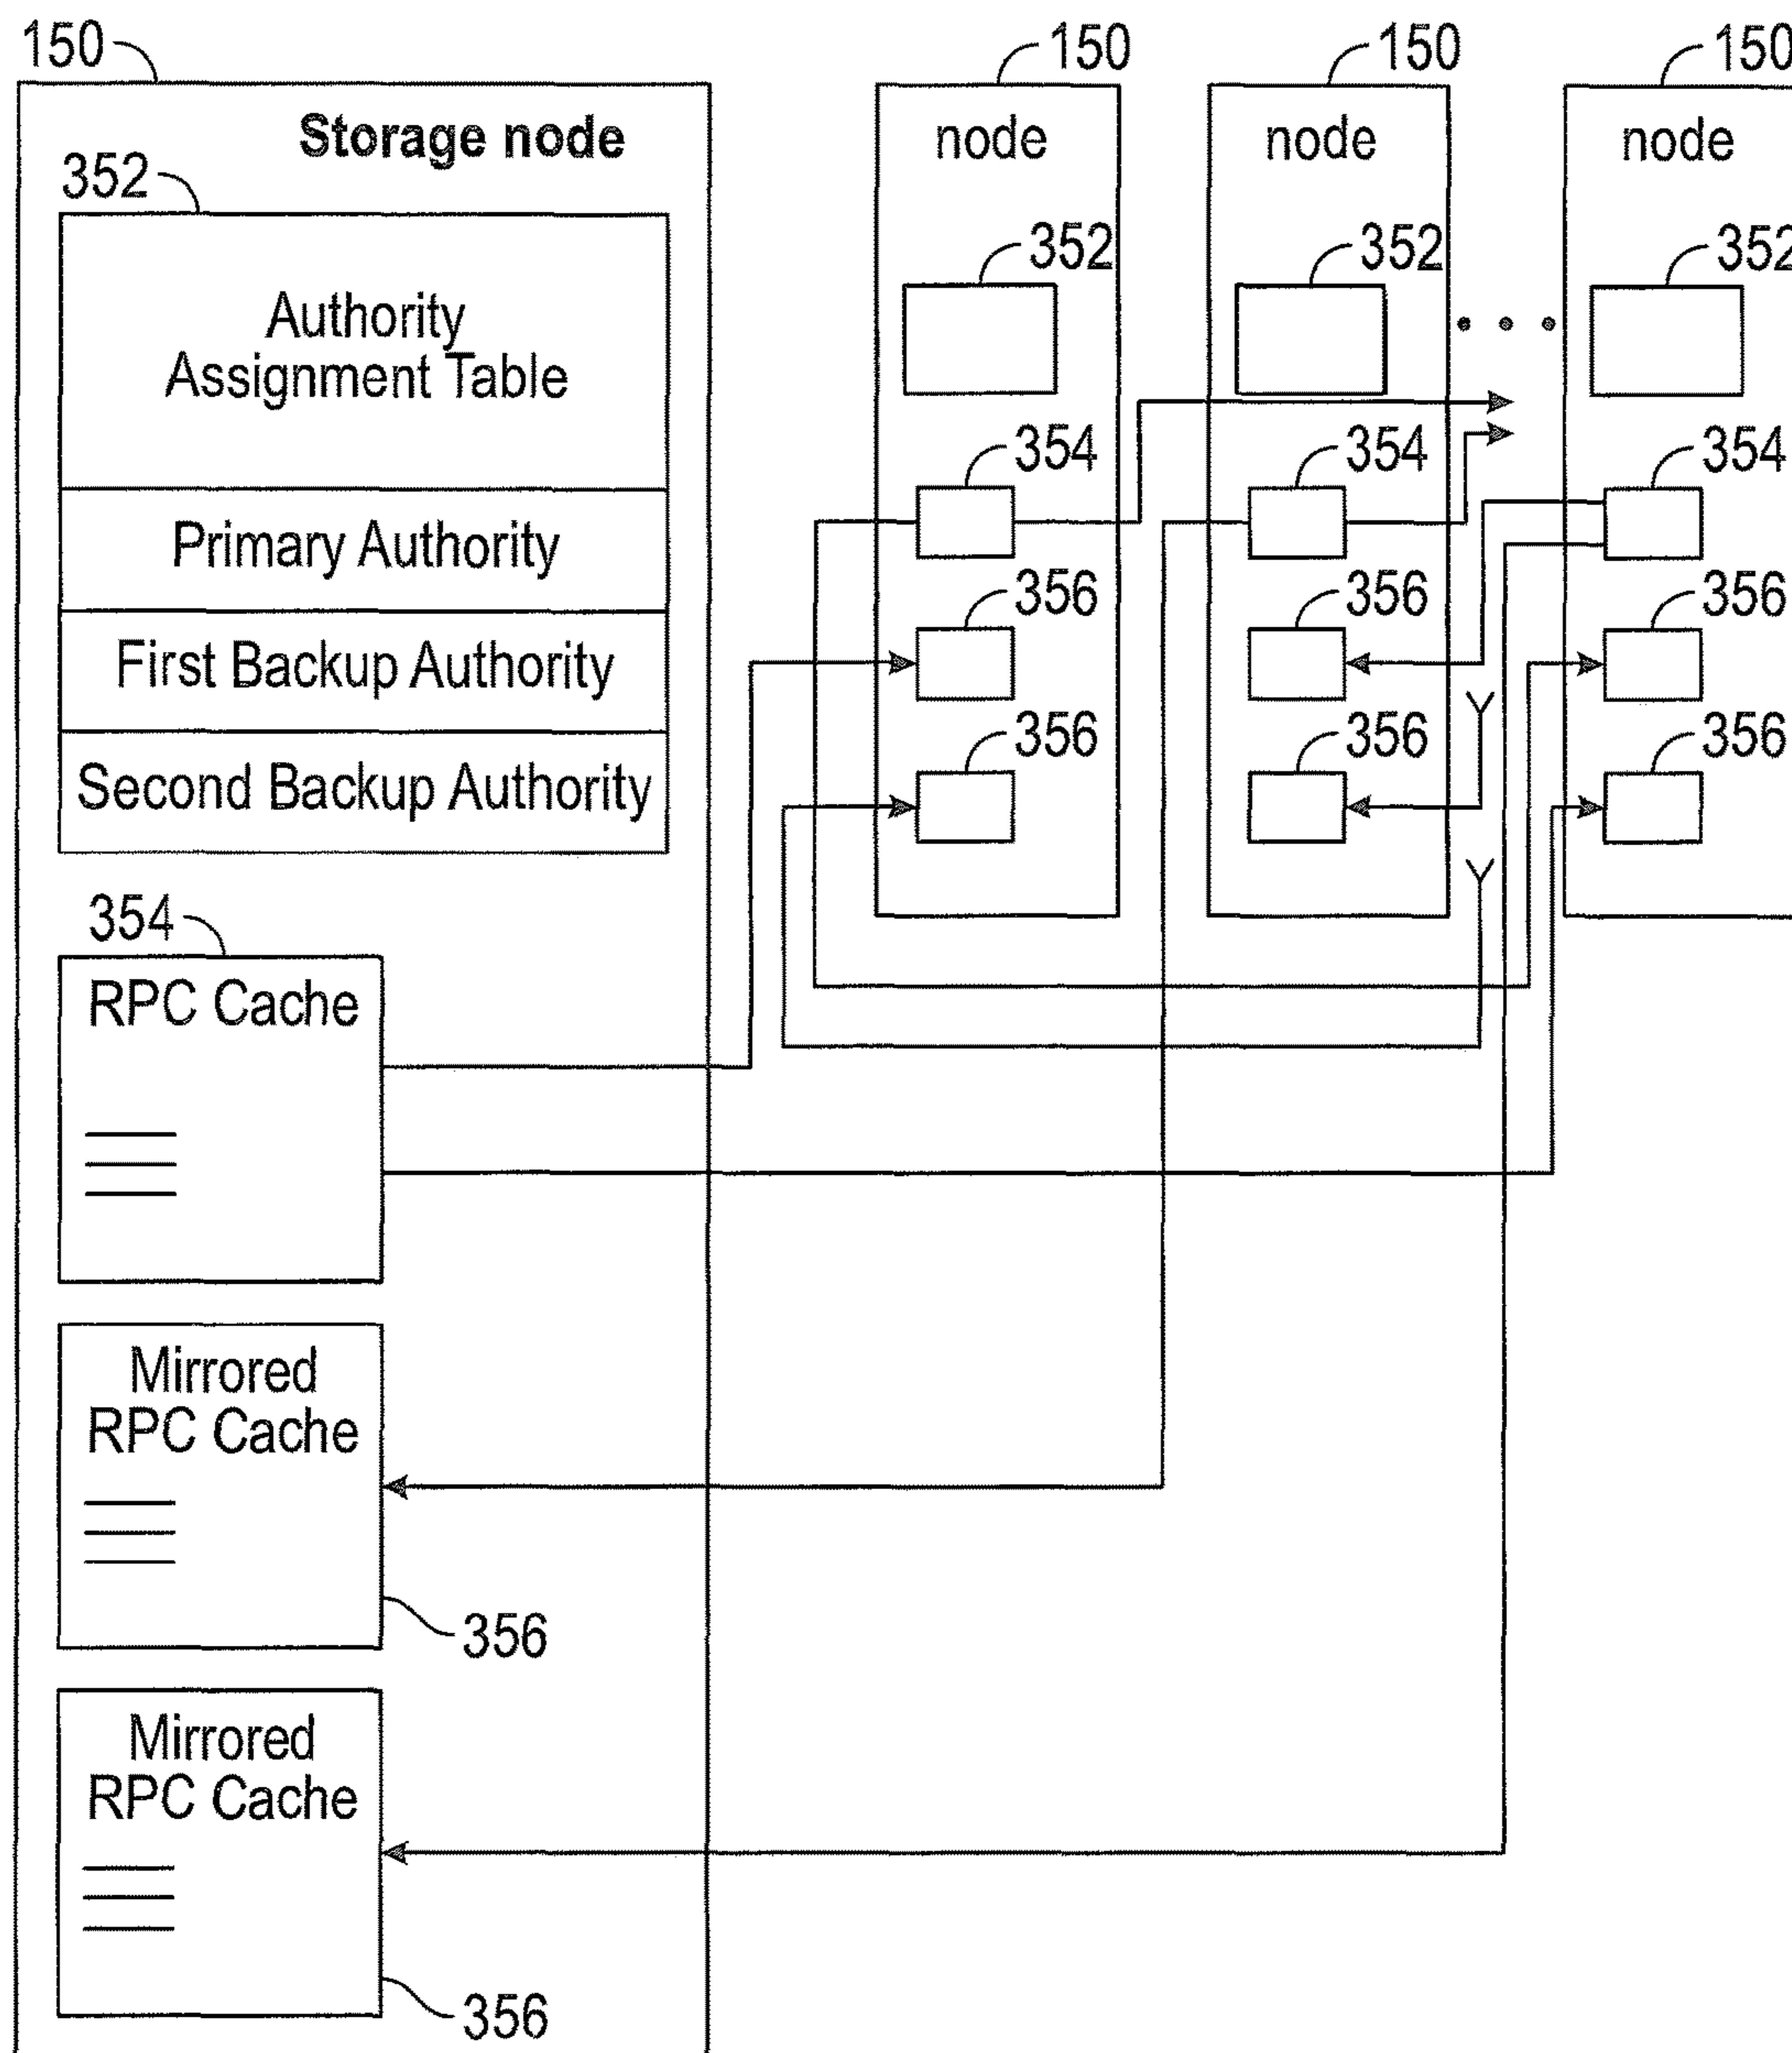 150
150
150
150
Storage node
node
node
node
352
352
352
352
Authority
Assignment Table
354
354
354
Primary Authority
356
356
356
First Backup Authority
356
356
356
Second Backup Authority
354
RPC Cache
Mirrored
RPC Cache
356
Mirrored
RPC Cache
356